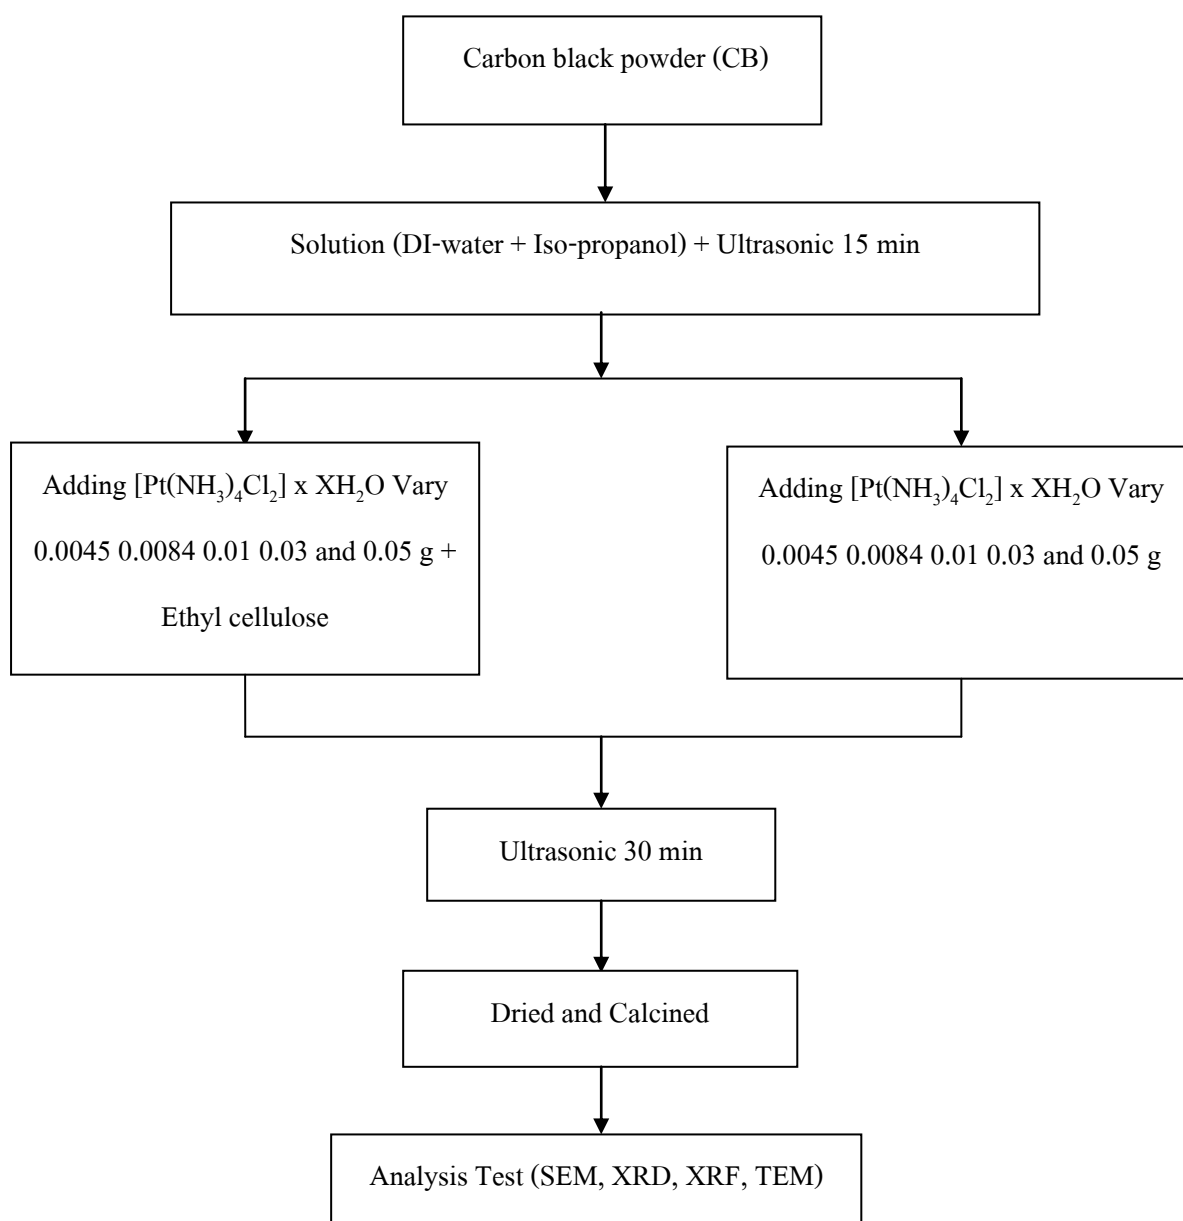 Carbon black powder (CB)
Solution (DI-water + Iso-propanol) + Ultrasonic 15 min
Adding [Pt(NH₃)₄Cl₂] x XH₂O Vary
0.0045 0.0084 0.01 0.03 and 0.05 g +
Ethyl cellulose
Adding [Pt(NH₃)₄Cl₂] x XH₂O Vary
0.0045 0.0084 0.01 0.03 and 0.05 g
Ultrasonic 30 min
Dried and Calcined
Analysis Test (SEM, XRD, XRF, TEM)